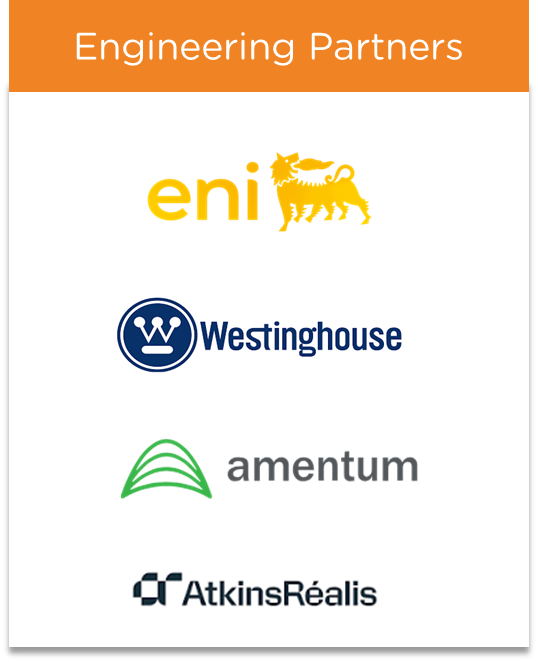 Engineering Partners
eni
Westinghouse
amentum
AtkinsRéalis